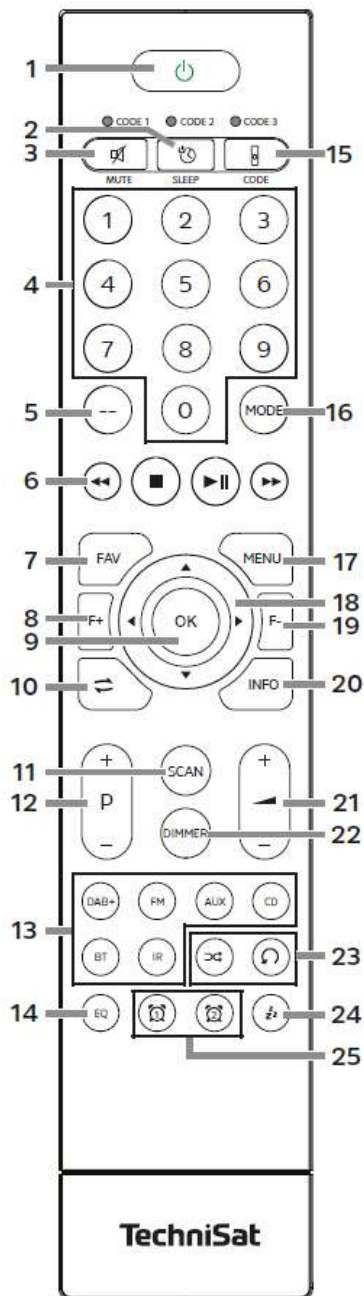 1
CODE 1 CODE 2 CODE 3
2
3 15
MUTE SLEEP CODE
1 2 3
4 4 5 6
7 8 9
5 -- 0 MODE 16
6
7 FAV MENU 17
18
8 F+ OK F- 19
9
10 INFO 20
11 SCAN
+ +
12 P 21
- -
DIMMER 22
13 DAB+ FM AUX CD
BT IR 23
14 EQ 1 2 zz 24
25
TechniSat